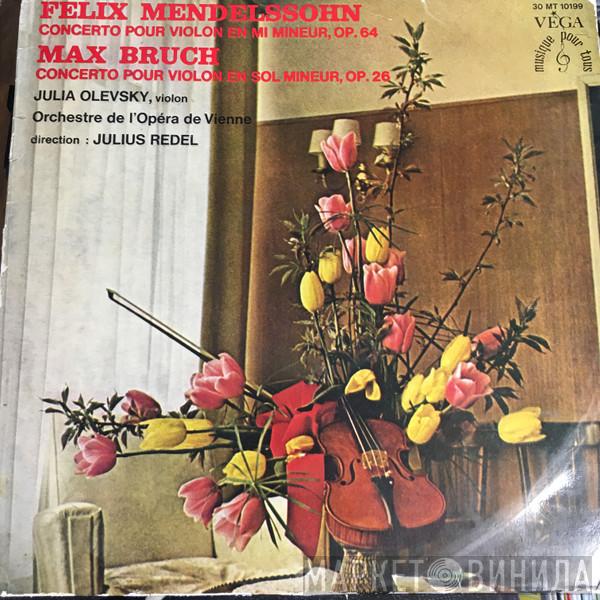 FELIX MENDELSSOHN
CONCERTO POUR VIOLON EN MI MINEUR, OP. 64
MAX BRUCH
CONCERTO POUR VIOLON EN SOL MINEUR, OP. 26
JULIA OLEVSKY, violon
Orchestre de l'Opéra de Vienne
direction : JULIUS REDEL
30 MT 10199
VÉGA
musique pour tous
МАРКЕТ ВИНИЛА